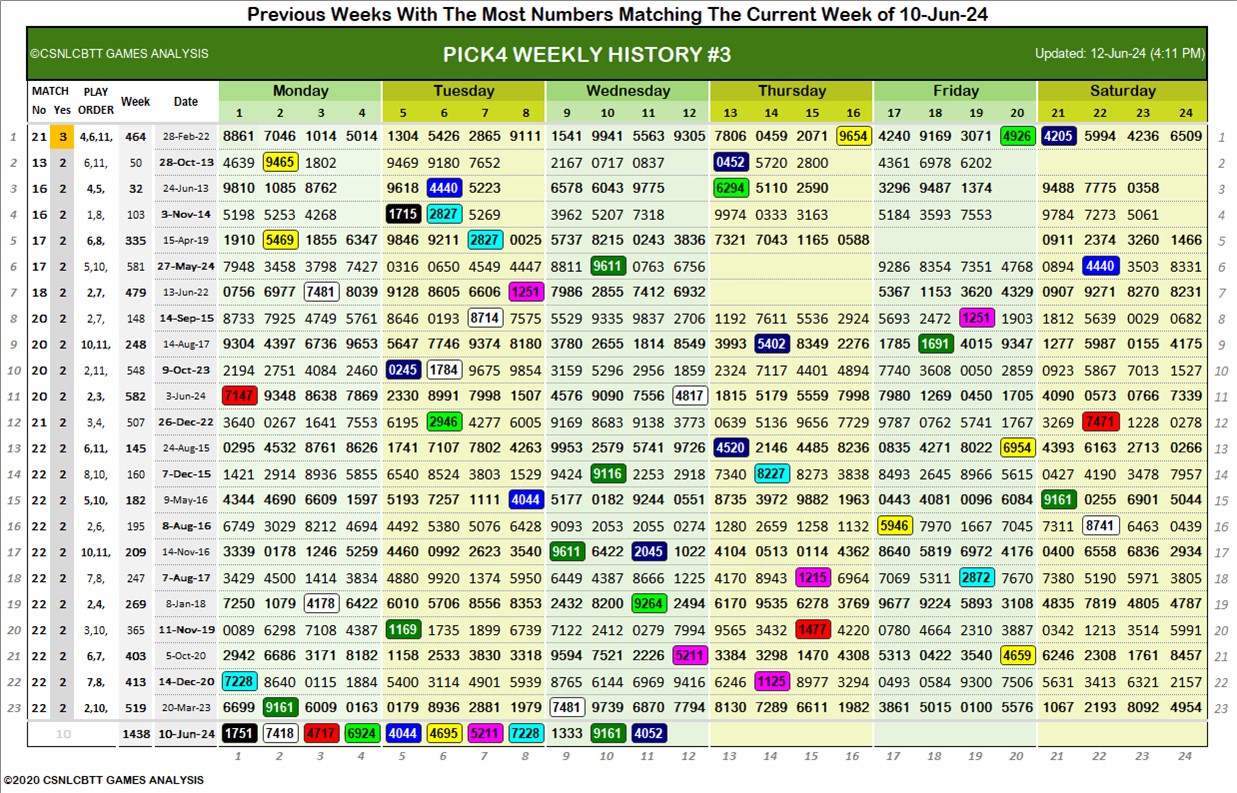 Previous Weeks With The Most Numbers Matching The Current Week of 10-Jun-24
©CSNLCBTT GAMES ANALYSIS PICK4 WEEKLY HISTORY #3 Updated: 12-Jun-24 (4:11 PM)
MATCH PLAY Week Date Monday Tuesday Wednesday Thursday Friday Saturday
No Yes ORDER 1 2 3 4 5 6 7 8 9 10 11 12 13 14 15 16 17 18 19 20 21 22 23 24
1 21 3 4,6,11, 464 28-Feb-22 8861 7046 1014 5014 1304 5426 2865 9111 1541 9941 5563 9305 7806 0459 2071 9654 4240 9169 3071 4926 4205 5994 4236 6509 1
2 13 2 6,11, 50 28-Oct-13 4639 9465 1802 9469 9180 7652 2167 0717 0837 0452 5720 2800 4361 6978 6202 2
3 16 2 4,5, 32 24-Jun-13 9810 1085 8762 9618 4440 5223 6578 6043 9775 6294 5110 2590 3296 9487 1374 9488 7775 0358 3
4 16 2 1,8, 103 3-Nov-14 5198 5253 4268 1715 2827 5269 3962 5207 7318 9974 0333 3163 5184 3593 7553 9784 7273 5061 4
5 17 2 6,8, 335 15-Apr-19 1910 5469 1855 6347 9846 9211 2827 0025 5737 8215 0243 3836 7321 7043 1165 0588 0911 2374 3260 1466 5
6 17 2 5,10, 581 27-May-24 7948 3458 3798 7427 0316 0650 4549 4447 8811 9611 0763 6756 9286 8354 7351 4768 0894 4440 3503 8331 6
7 18 2 2,7, 479 13-Jun-22 0756 6977 7481 8039 9128 8605 6606 1251 7986 2855 7412 6932 5367 1153 2820 4329 0907 9271 8270 8231 7
8 20 2 2,7, 148 14-Sep-15 8733 7925 4749 5761 8646 0193 8714 7575 5529 9335 9837 2706 1192 7611 5536 2924 5693 2472 1251 1903 1812 5639 0029 0682 8
9 20 2 10,11, 248 14-Aug-17 9304 4397 6736 9653 5647 7746 9374 8180 3780 2655 1814 8549 3993 5402 8349 2276 1785 1691 4015 9347 1277 5987 0155 4175 9
10 20 2 2,11, 548 9-Oct-23 2194 2751 4084 2460 0245 1784 9675 9854 3159 5296 2956 1859 2324 7117 4401 4894 7740 3608 0050 2859 0923 5867 7013 1527 10
11 20 2 2,3, 582 3-Jun-24 7147 9348 8638 7869 2330 8991 7998 1507 4576 9090 7556 4817 1815 5179 5559 7998 7980 1269 0450 1705 4090 0573 0766 7339 11
12 21 2 3,4, 507 26-Dec-22 3640 0267 1641 7553 5195 2946 4277 6005 9169 8683 9138 1773 0639 5136 9656 7729 9787 0762 5741 1767 3269 7471 1228 0278 12
13 22 2 6,11, 145 24-Aug-15 0295 4532 8761 8626 1741 7107 7802 4263 9953 2579 5741 9726 4520 2146 4485 8236 0835 4271 8022 6954 4393 6163 2713 0266 13
14 22 2 8,10, 160 7-Dec-15 1421 2914 8936 5855 6540 8524 3803 1529 9424 9116 2253 2918 7340 8227 8273 3838 8493 2645 8966 5615 0427 4190 3478 7957 14
15 22 2 5,10, 182 9-May-16 4344 4690 6609 1597 5193 7257 1111 4044 5177 0182 9244 0551 8735 3972 9882 1963 0443 4081 9096 6084 9161 0255 6901 5044 15
16 22 2 2,6, 195 8-Aug-16 6749 3029 8212 4694 4492 5380 5076 6428 9093 2053 2055 0274 1280 2659 1258 1132 5946 7970 1667 7045 7311 8741 6463 0439 16
17 22 2 10,11, 209 14-Nov-16 3339 0178 1246 5259 4460 0992 2623 3540 9611 6422 2045 1022 4104 0513 0114 4362 8640 5819 6972 4176 0400 6558 6836 2934 17
18 22 2 7,8, 247 7-Aug-17 3429 4500 1414 3834 4880 9920 1374 5950 6449 4387 8666 1225 4170 8943 1215 6964 7069 5311 2872 7670 7380 5190 5971 3805 18
19 22 2 2,4, 269 8-Jan-18 7250 1079 4178 6422 6010 5706 8556 8353 2432 8200 9264 2494 6170 9535 6278 3769 9677 9224 5893 3108 4835 7819 4805 4787 19
20 22 2 3,10, 365 11-Nov-19 0089 6298 7108 4387 1169 1735 1899 6739 7122 2412 0279 7994 9565 3432 1477 4220 0780 4664 2310 3887 0342 1213 3514 5991 20
21 22 2 6,7, 403 5-Oct-20 2942 6686 3171 8182 1158 2533 3830 3318 9594 7521 2226 5211 3384 3298 1470 4308 5313 0422 3540 4659 6246 2308 1761 8457 21
22 22 2 7,8, 413 14-Dec-20 7228 8640 0115 1884 5400 3114 4901 5939 8765 6144 6969 9416 6246 1125 8977 3294 0493 0584 9300 7506 5631 3413 6321 2157 22
23 22 2 2,10, 519 20-Mar-23 6699 9161 6009 0163 0179 8936 2881 1979 7481 9739 6870 7794 8130 7289 6611 1982 3861 5015 0100 5576 1067 2193 8092 4954 23
10 1438 10-Jun-24 1751 7418 4717 6924 4044 4695 5211 7228 1333 9161 4052
1 2 3 4 5 6 7 8 9 10 11 12 13 14 15 16 17 18 19 20 21 22 23 24
©2020 CSNLCBTT GAMES ANALYSIS